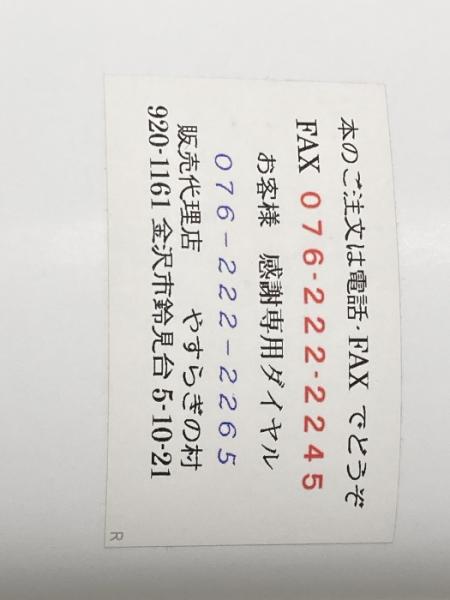 本のご注文は電話・FAX でどうぞ
FAX 076-222-2245
お客様 感謝専用ダイヤル
076-222-2265
販売代理店 やすらぎの村
920-1161 金沢市鈴見台 5-10-21
R